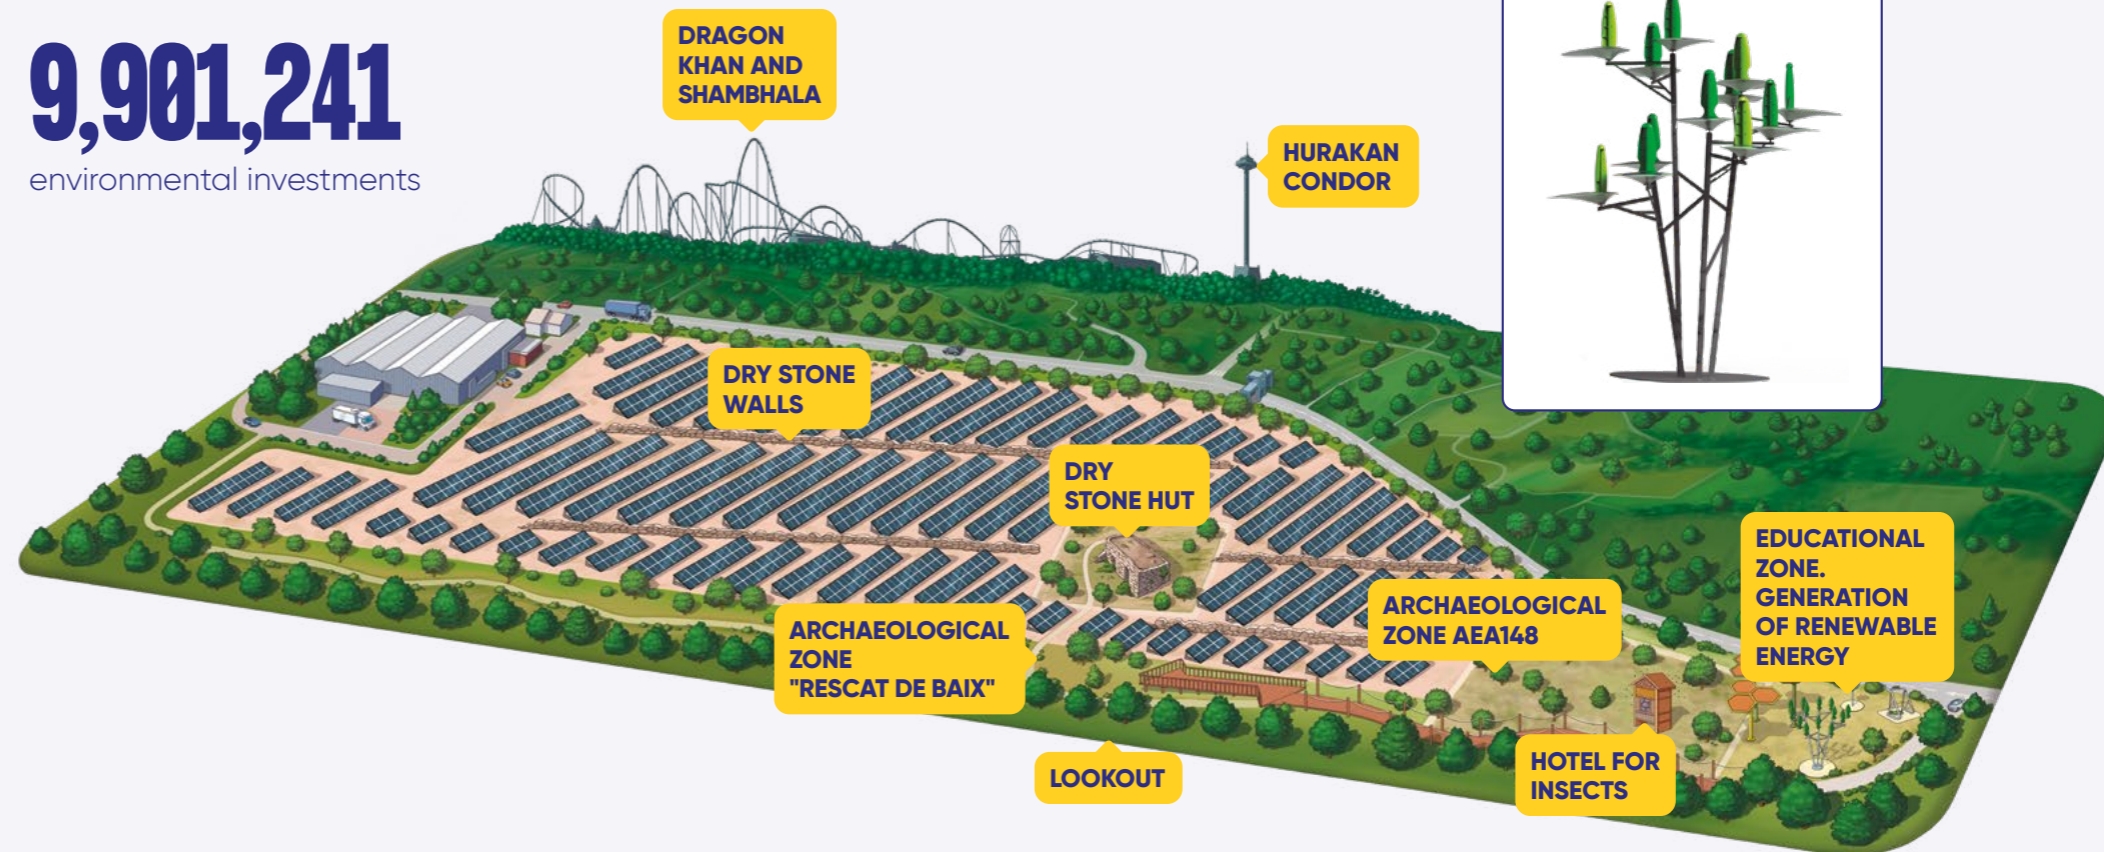 9,901,241
environmental investments
DRAGON
KHAN AND
SHAMBHALA
HURAKAN
CONDOR
DRY STONE
WALLS
DRY
STONE HUT
EDUCATIONAL
ZONE.
GENERATION
OF RENEWABLE
ENERGY
ARCHAEOLOGICAL
ZONE AEA148
ARCHAEOLOGICAL
ZONE
"RESCAT DE BAIX"
LOOKOUT
HOTEL FOR
INSECTS